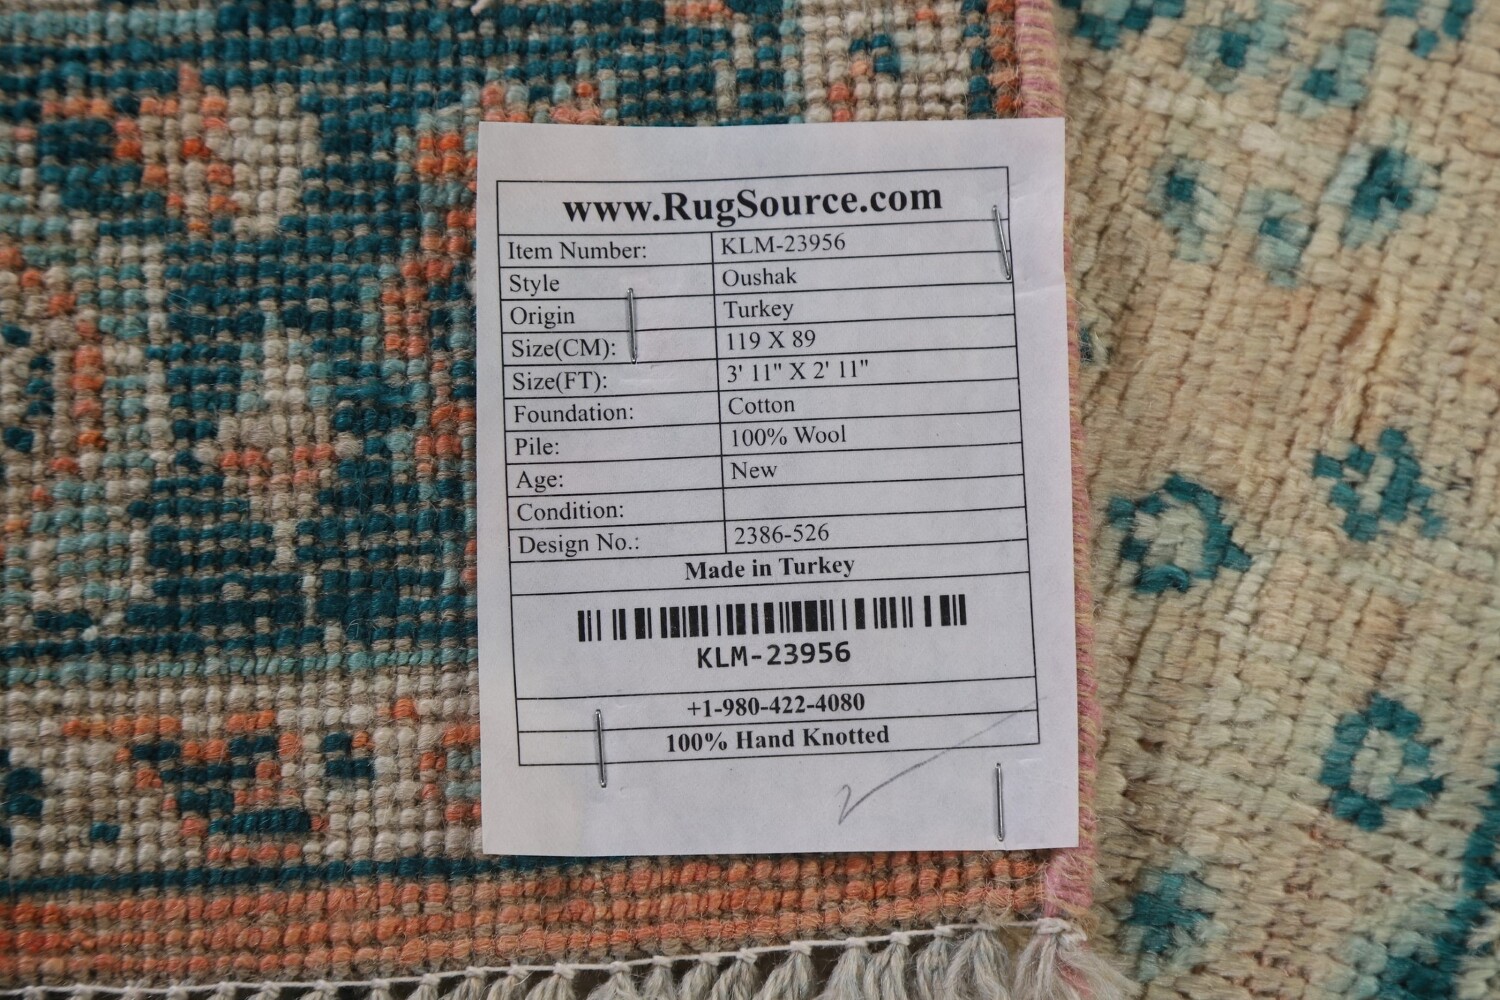 www.RugSource.com
Item Number: KLM-23956
Style Oushak
Origin Turkey
Size(CM): 119 X 89
Size(FT): 3' 11" X 2' 11"
Foundation: Cotton
Pile: 100% Wool
Age: New
Condition:
Design No.: 2386-526
Made in Turkey
KLM-23956
+1-980-422-4080
100% Hand Knotted